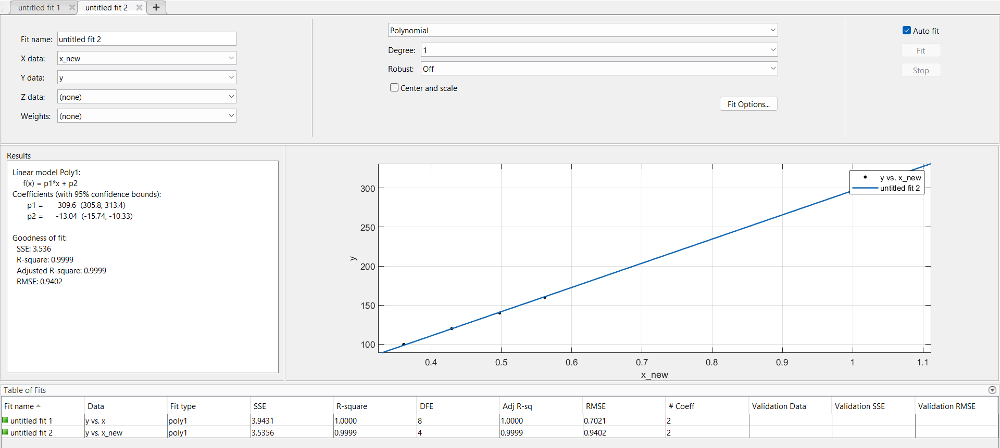 untitled fit 1
untitled fit 2
Fit name: untitled fit 2
X data: x_new
Y data: y
Z data: (none)
Weights: (none)
Polynomial
Degree: 1
Robust: Off
Center and scale
Fit Options...
Auto fit
Fit
Stop
Results
Linear model Poly1:
f(x) = p1*x + p2
Coefficients (with 95% confidence bounds):
p1 = 309.6 (305.8, 313.4)
p2 = -13.04 (-15.74, -10.33)
Goodness of fit:
SSE: 3.536
R-square: 0.9999
Adjusted R-square: 0.9999
RMSE: 0.9402
y vs. x_new
untitled fit 2
300
250
200
150
100
y
0.4 0.5 0.6 0.7 0.8 0.9 1 1.1
x_new
Table of Fits
Fit name Data Fit type SSE R-square DFE Adj R-sq RMSE # Coeff Validation Data Validation SSE Validation RMSE
untitled fit 1 y vs. x poly1 3.9431 1.0000 8 1.0000 0.7021 2
untitled fit 2 y vs. x_new poly1 3.5356 0.9999 4 0.9999 0.9402 2